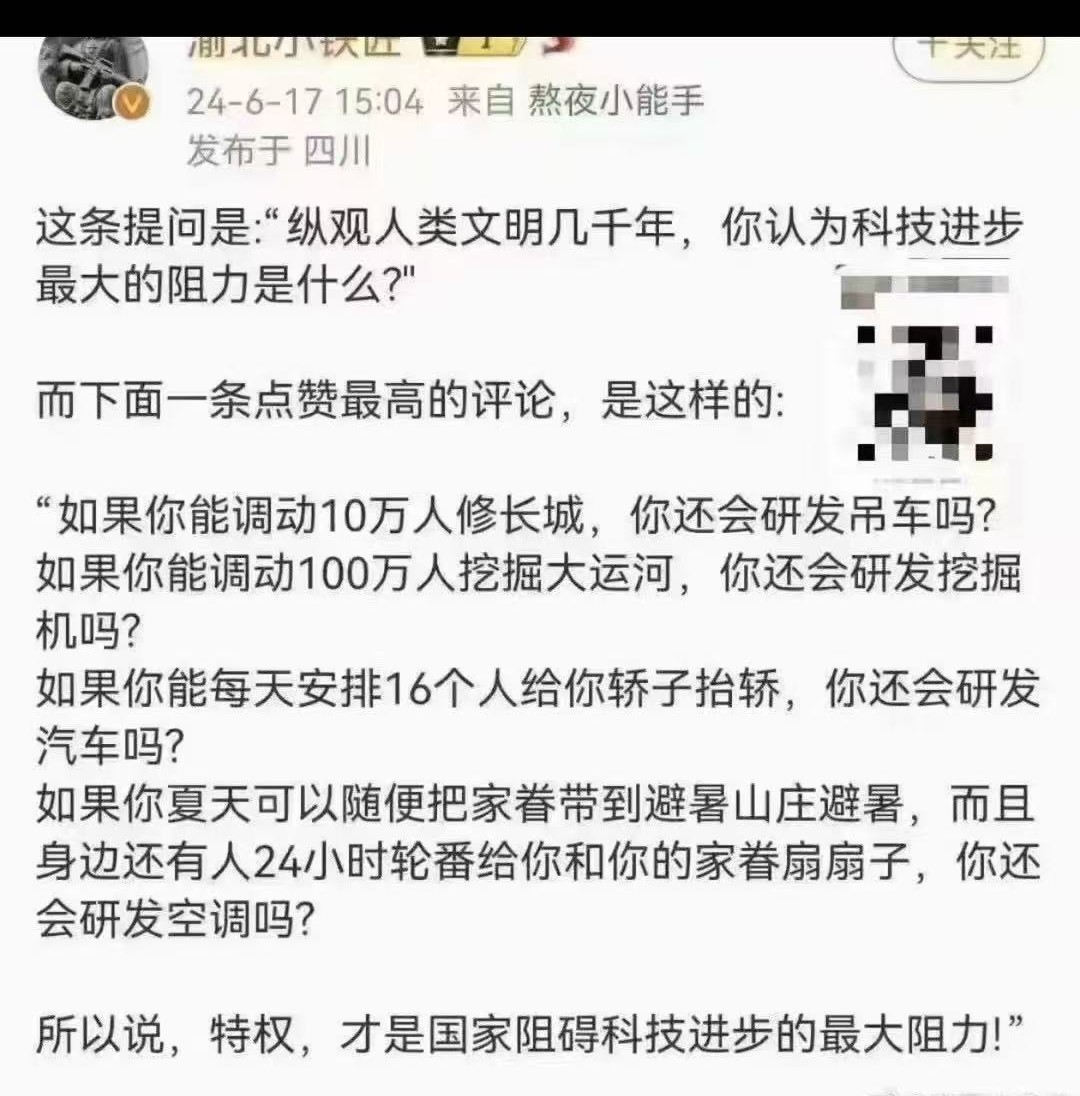 渝北小铁匠
+关注
24-6-17 15:04 来自 熬夜小能手
发布于 四川
这条提问是:“纵观人类文明几千年，你认为科技进步
最大的阻力是什么?"
而下面一条点赞最高的评论，是这样的:
“如果你能调动10万人修长城，你还会研发吊车吗?
如果你能调动100万人挖掘大运河，你还会研发挖掘
机吗?
如果你能每天安排16个人给你轿子抬轿，你还会研发
汽车吗?
如果你夏天可以随便把家眷带到避暑山庄避暑，而且
身边还有人24小时轮番给你和你的家眷扇扇子，你还
会研发空调吗?
所以说，特权，才是国家阻碍科技进步的最大阻力!”